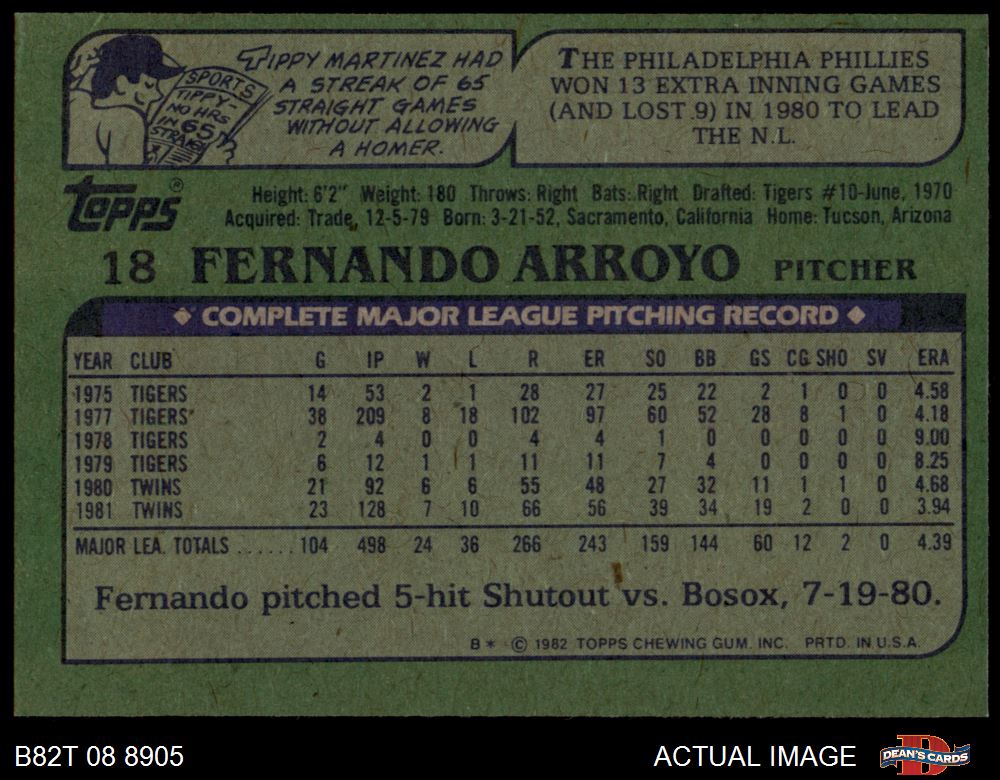 TIPPY MARTINEZ HAD
A STREAK OF 65
STRAIGHT GAMES
WITHOUT ALLOWING
A HOMER.
SPORTS
TIPPY-
NO HRS
IN 65
STRAIGHT
THE PHILADELPHIA PHILLIES
WON 13 EXTRA INNING GAMES
(AND LOST 9) IN 1980 TO LEAD
THE N.L.
Topps®
Height: 6'2" Weight: 180 Throws: Right Bats: Right Drafted: Tigers #10-June, 1970
Acquired: Trade, 12-5-79 Born: 3-21-52, Sacramento, California Home: Tucson, Arizona
18 FERNANDO ARROYO PITCHER
◆ COMPLETE MAJOR LEAGUE PITCHING RECORD ◆
YEAR CLUB G IP W L R ER SO BB GS CG SHO SV ERA
1975 TIGERS 14 53 2 1 28 27 25 22 2 1 0 0 4.58
1977 TIGERS 38 209 8 18 102 97 60 52 28 8 1 0 4.18
1978 TIGERS 2 4 0 0 4 4 1 0 0 0 0 0 9.00
1979 TIGERS 6 12 1 1 11 11 7 4 0 0 0 0 8.25
1980 TWINS 21 92 6 6 55 48 27 32 11 1 1 0 4.68
1981 TWINS 23 128 7 10 66 56 39 34 19 2 0 0 3.94
MAJOR LEA. TOTALS ...... 104 498 24 36 266 243 159 144 60 12 2 0 4.39
Fernando pitched 5-hit Shutout vs. Bosox, 7-19-80.
B* © 1982 TOPPS CHEWING GUM, INC. PRTD. IN U.S.A.
B82T 08 8905
ACTUAL IMAGE
DEAN'S CARDS